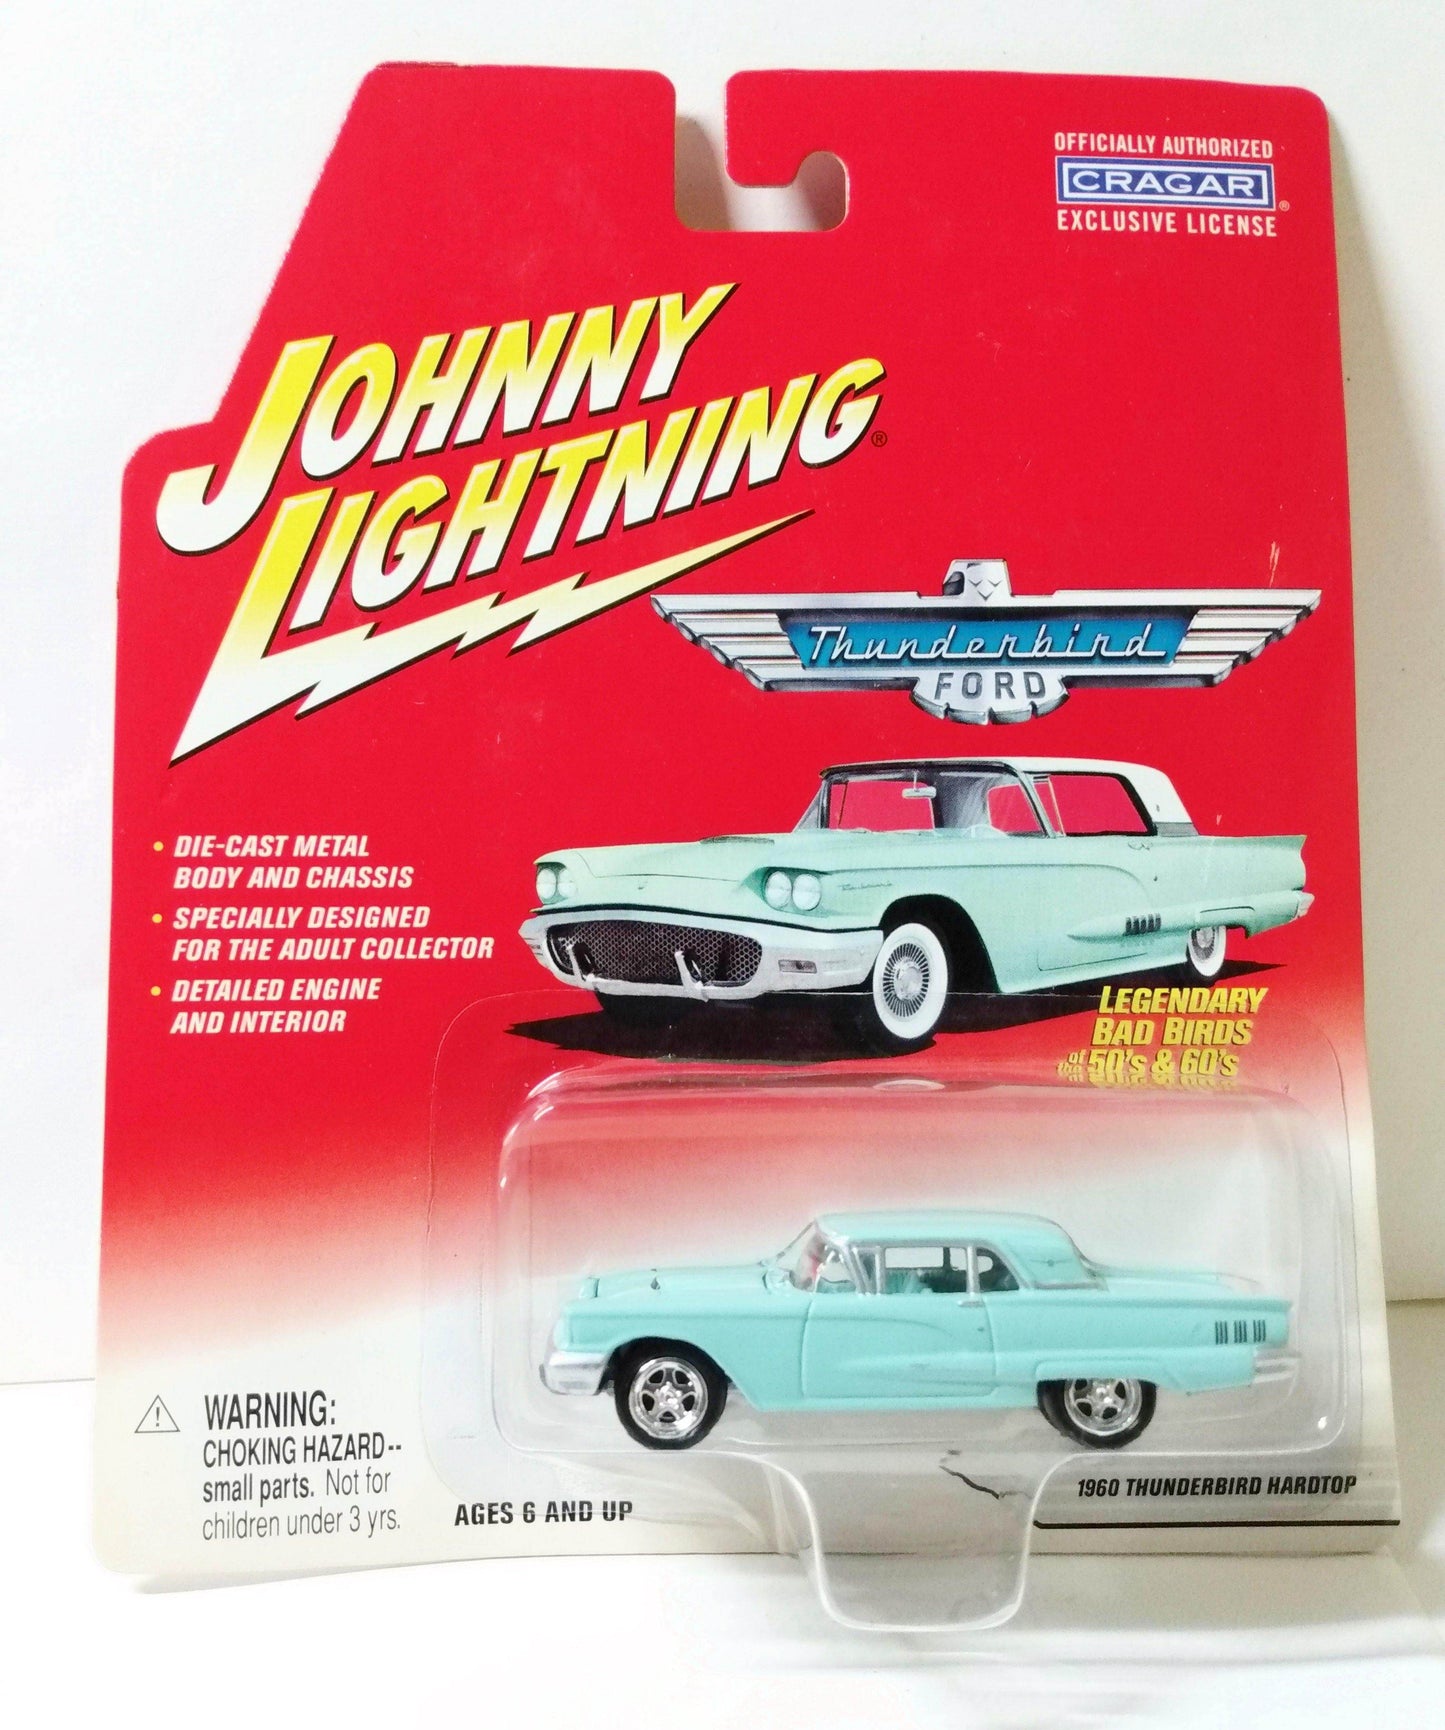 OFFICIALLY AUTHORIZED
CRAGAR®
EXCLUSIVE LICENSE
JOHNNY
LIGHTNING®
Thunderbird
FORD
• DIE-CAST METAL
BODY AND CHASSIS
• SPECIALLY DESIGNED
FOR THE ADULT COLLECTOR
• DETAILED ENGINE
AND INTERIOR
Thunderbird
LEGENDARY
BAD BIRDS
of the 50's & 60's
WARNING:
CHOKING HAZARD--
small parts. Not for
children under 3 yrs.
AGES 6 AND UP
1960 THUNDERBIRD HARDTOP